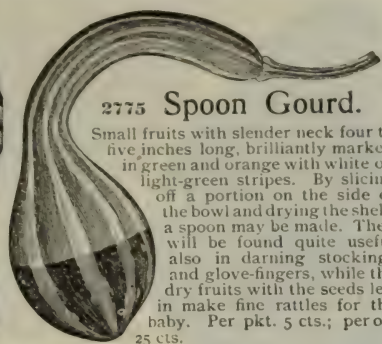 2775 Spoon Gourd.
Small fruits with slender neck four t
five inches long, brilliantly marke
in green and orange with white o
light-green stripes. By slicin
off a portion on the side o
the bowl and drying the shel
a spoon may be made. The
will be found quite usef
also in darning stocking
and glove-fingers, while th
dry fruits with the seeds le
in make fine rattles for th
baby. Per pkt. 5 cts.; per o
25 cts.